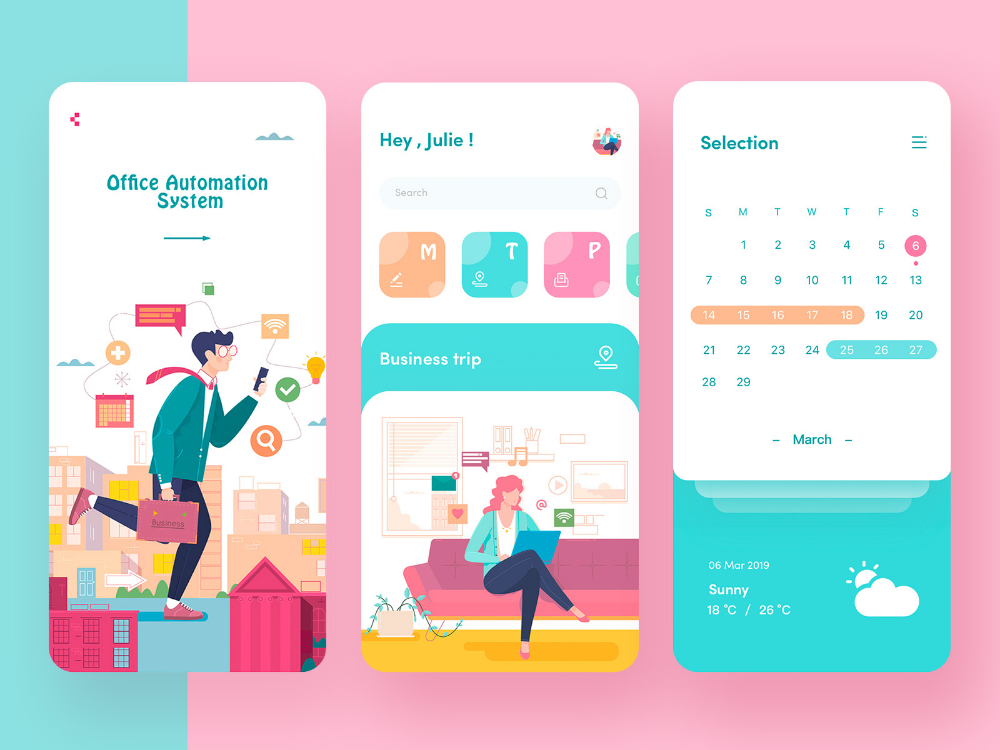 Office Automation
System
Business
Hey , Julie !
Search
M
T
P
Business trip
@
Selection
S M T W T F S
1 2 3 4 5 6
7 8 9 10 11 12 13
14 15 16 17 18 19 20
21 22 23 24 25 26 27
28 29
– March –
06 Mar 2019
Sunny
18 °C / 26 °C